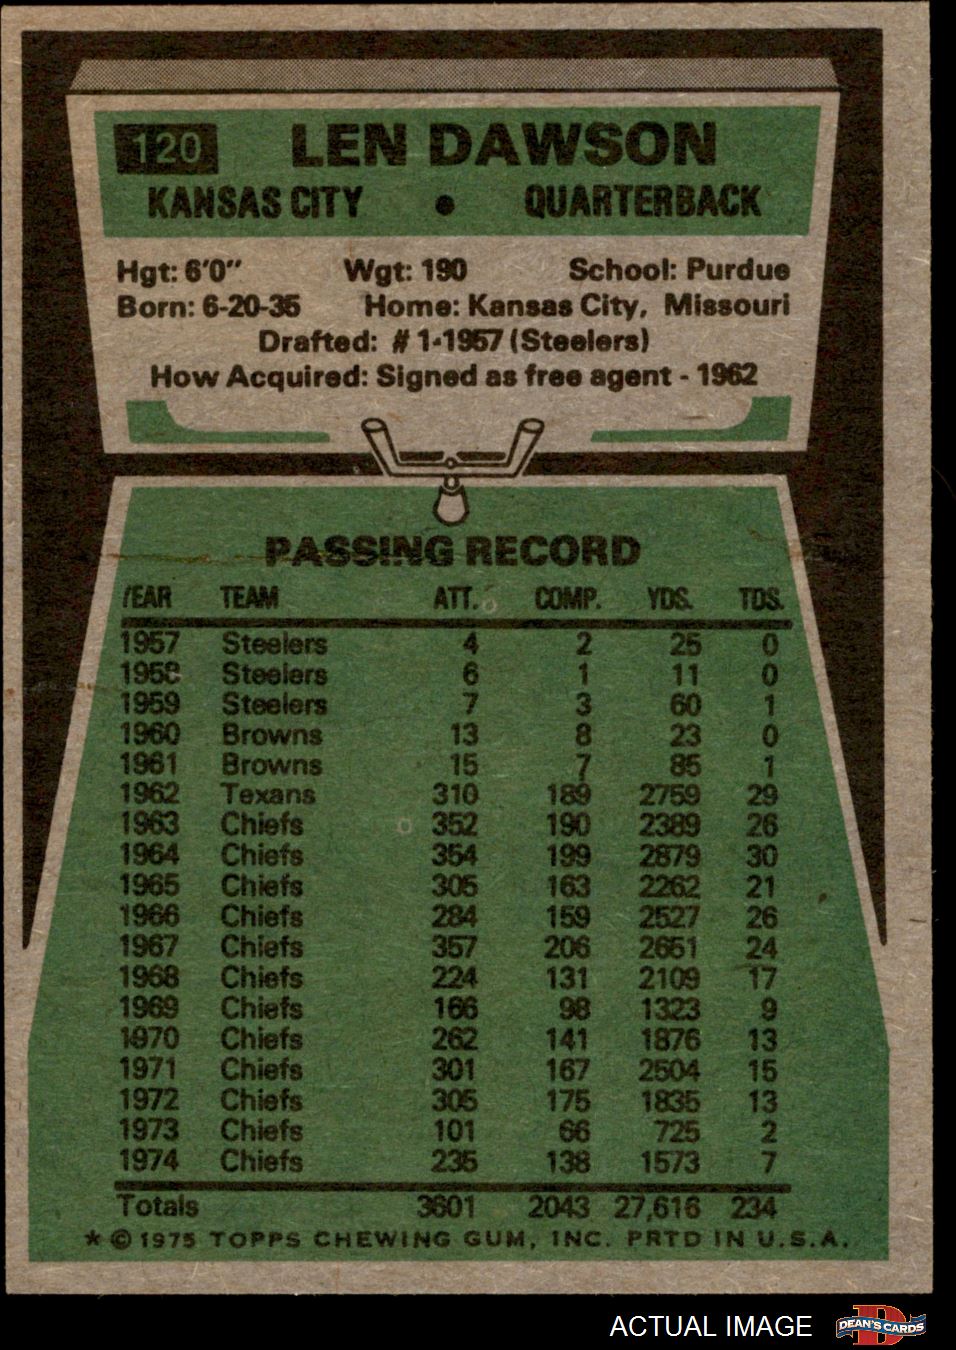 120 LEN DAWSON
KANSAS CITY • QUARTERBACK
Hgt: 6'0" Wgt: 190 School: Purdue
Born: 6-20-35 Home: Kansas City, Missouri
Drafted: #1-1957 (Steelers)
How Acquired: Signed as free agent - 1962
PASSING RECORD
YEAR TEAM ATT. COMP. YDS. TDS.
1957 Steelers 4 2 25 0
1958 Steelers 6 1 11 0
1959 Steelers 7 3 60 1
1960 Browns 13 8 23 0
1961 Browns 15 7 85 1
1962 Texans 310 189 2759 29
1963 Chiefs 352 190 2389 26
1964 Chiefs 354 199 2879 30
1965 Chiefs 305 163 2262 21
1966 Chiefs 284 159 2527 26
1967 Chiefs 357 206 2651 24
1968 Chiefs 224 131 2109 17
1969 Chiefs 166 98 1323 9
1970 Chiefs 262 141 1876 13
1971 Chiefs 301 167 2504 15
1972 Chiefs 305 175 1835 13
1973 Chiefs 101 66 725 2
1974 Chiefs 235 138 1573 7
Totals 3601 2043 27,616 234
* © 1975 TOPPS CHEWING GUM, INC. PRTD IN U.S.A.
ACTUAL IMAGE D DEAN'S CARDS